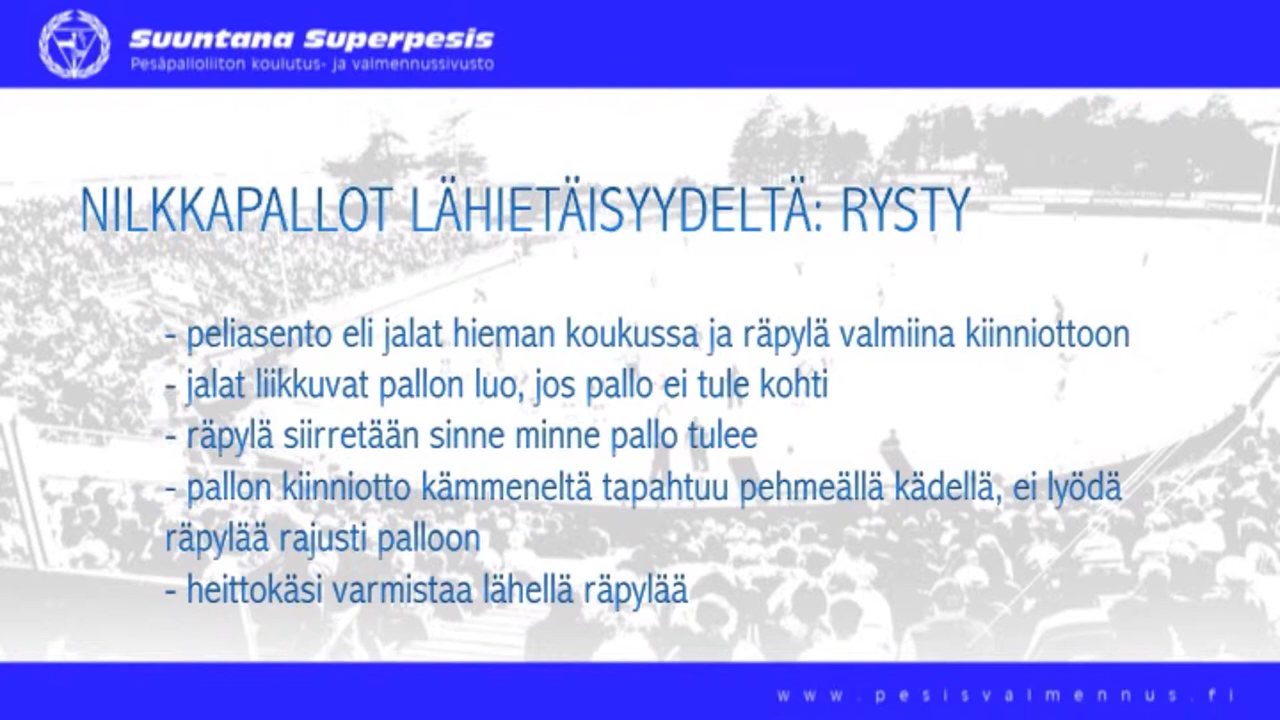 Suuntana Superpesis
Pesäpalloliiton koulutus- ja valmennussivusto
NILKKAPALLOT LÄHIETÄISYYDELTÄ: RYSTY
- peliasento eli jalat hieman koukussa ja räpylä valmiina kiinniottoon
- jalat liikkuvat pallon luo, jos pallo ei tule kohti
- räpylä siirretään sinne minne pallo tulee
- pallon kiinniotto kämmeneltä tapahtuu pehmeällä kädellä, ei lyödä
räpylää rajusti palloon
- heittokäsi varmistaa lähellä räpylää
www.pesisvalmennus.fi